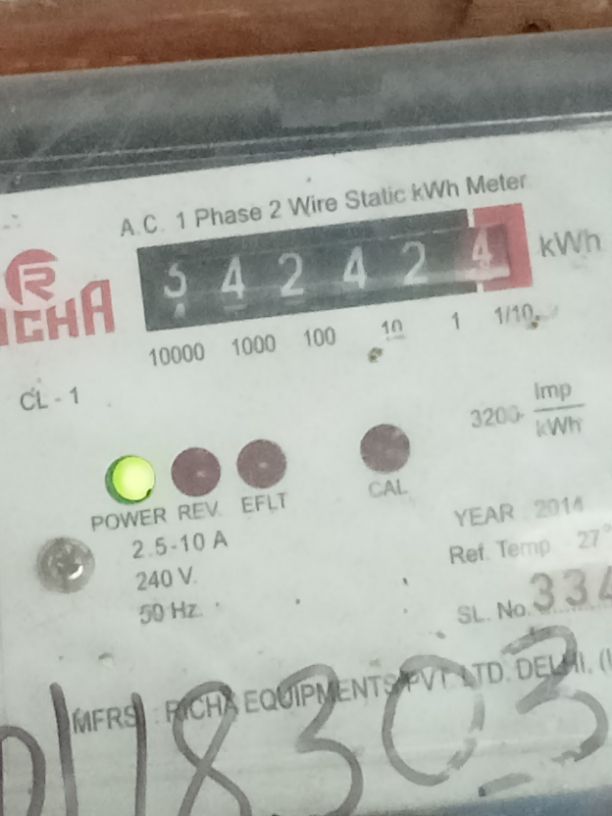 A.C. 1 Phase 2 Wire Static kWh Meter
5 4 2 4 2 4 kWh
R
RICHA
10000 1000 100 10 1 1/10
CL - 1
3200 Imp
kWh
POWER REV. EFLT CAL
2.5-10 A
240 V.
50 Hz.
YEAR 2014
Ref. Temp 27°
SL. No. 334
MFRS : RICHA EQUIPMENTS PVT. LTD. DELHI.
118303